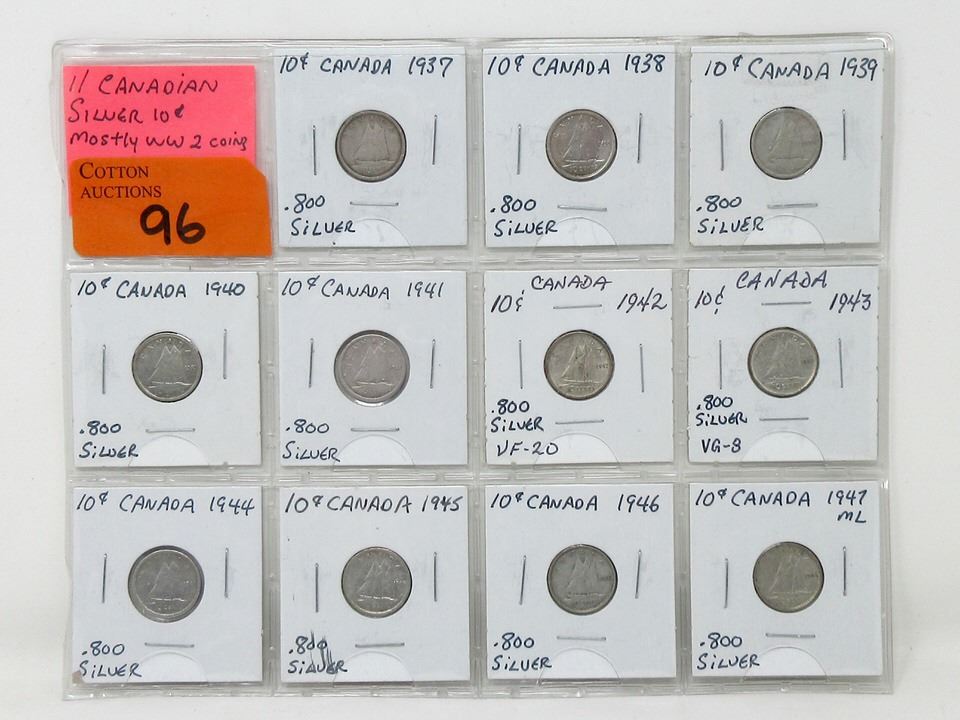 11 CANADIAN
SILVER 10¢
Mostly WW 2 coins
COTTON
AUCTIONS
96
10¢ CANADA 1937
.800
SILVER
10¢ CANADA 1938
.800
SILVER
10¢ CANADA 1939
.800
SILVER
10¢ CANADA 1940
.800
SILVER
10¢ CANADA 1941
.800
SILVER
CANADA
10¢ 1942
.800
SILVER
VF-20
CANADA
10¢ 1943
.800
SILVER
VG-8
10¢ CANADA 1944
.800
SILVER
10¢ CANADA 1945
.800
SILVER
10¢ CANADA 1946
.800
SILVER
10¢ CANADA 1947
ML
.800
SILVER